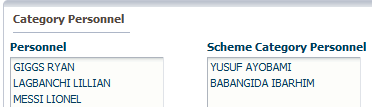 Category Personnel
Personnel
Scheme Category Personnel
GIGGS RYAN
LAGBANCHI LILLIAN
MESSI LIONEL
YUSUF AYOBAMI
BABANGIDA IBARHIM